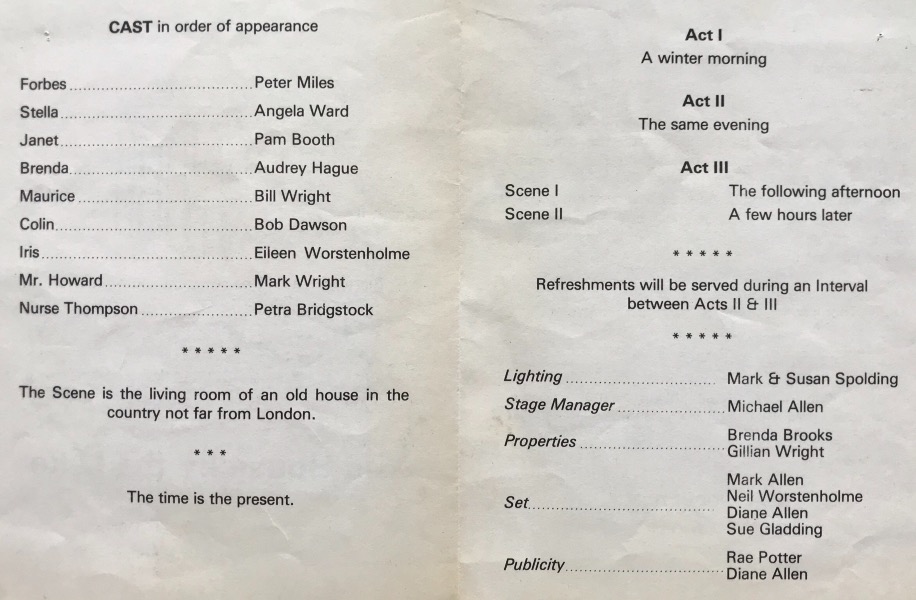 CAST in order of appearance
Forbes ........................................ Peter Miles
Stella .......................................... Angela Ward
Janet .......................................... Pam Booth
Brenda ........................................ Audrey Hague
Maurice ...................................... Bill Wright
Colin ........................................... Bob Dawson
Iris .............................................. Eileen Worstenholme
Mr. Howard ................................ Mark Wright
Nurse Thompson ........................ Petra Bridgstock
* * * * *
The Scene is the living room of an old house in the
country not far from London.
* * *
The time is the present.
Act I
A winter morning
Act II
The same evening
Act III
Scene I The following afternoon
Scene II A few hours later
* * * * *
Refreshments will be served during an Interval
between Acts II & III
* * * * *
Lighting ................................ Mark & Susan Spolding
Stage Manager ........................ Michael Allen
Properties ................................ Brenda Brooks
Gillian Wright
Set ........................................ Mark Allen
Neil Worstenholme
Diane Allen
Sue Gladding
Publicity ................................ Rae Potter
Diane Allen